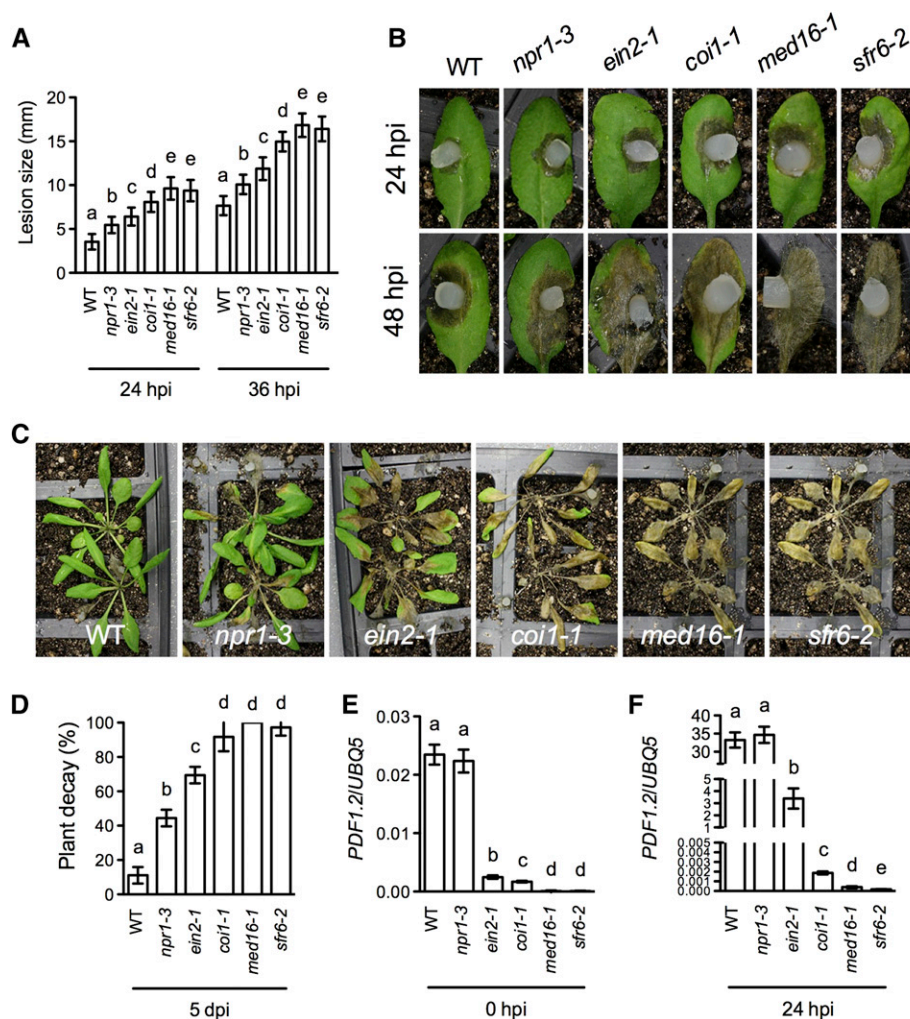 A
Lesion size (mm)
20
15
10
5
0
a b c d e e a b c d e e
WT npr1-3 ein2-1 coi1-1 med16-1 sfr6-2 WT npr1-3 ein2-1 coi1-1 med16-1 sfr6-2
24 hpi 36 hpi
B
WT npr1-3 ein2-1 coi1-1 med16-1 sfr6-2
24 hpi
48 hpi
C
WT npr1-3 ein2-1 coi1-1 med16-1 sfr6-2
D
Plant decay (%)
100
80
60
40
20
0
a b c d d d
WT npr1-3 ein2-1 coi1-1 med16-1 sfr6-2
5 dpi
E
PDF1.2/UBQ5
0.03
0.02
0.01
0.00
a a b c d d
WT npr1-3 ein2-1 coi1-1 med16-1 sfr6-2
0 hpi
F
PDF1.2/UBQ5
40
35
30
25
5
4
3
2
1
0.005
0.004
0.003
0.002
0.001
0.000
a a b c d e
WT npr1-3 ein2-1 coi1-1 med16-1 sfr6-2
24 hpi